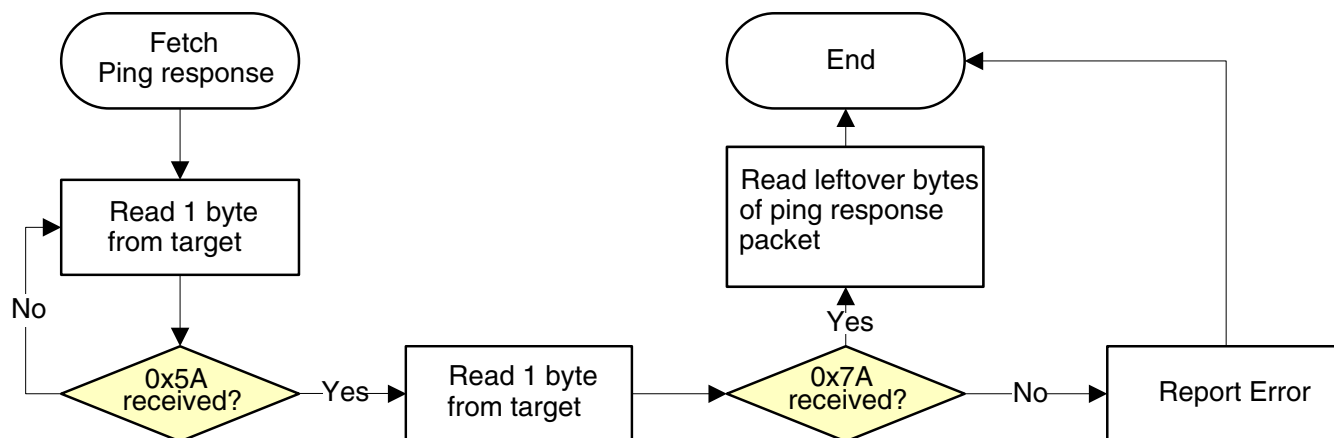 Fetch
Ping response
Read 1 byte
from target
No
0x5A
received?
Yes
Read 1 byte
from target
0x7A
received?
Yes
Read leftover bytes
of ping response
packet
End
No
Report Error